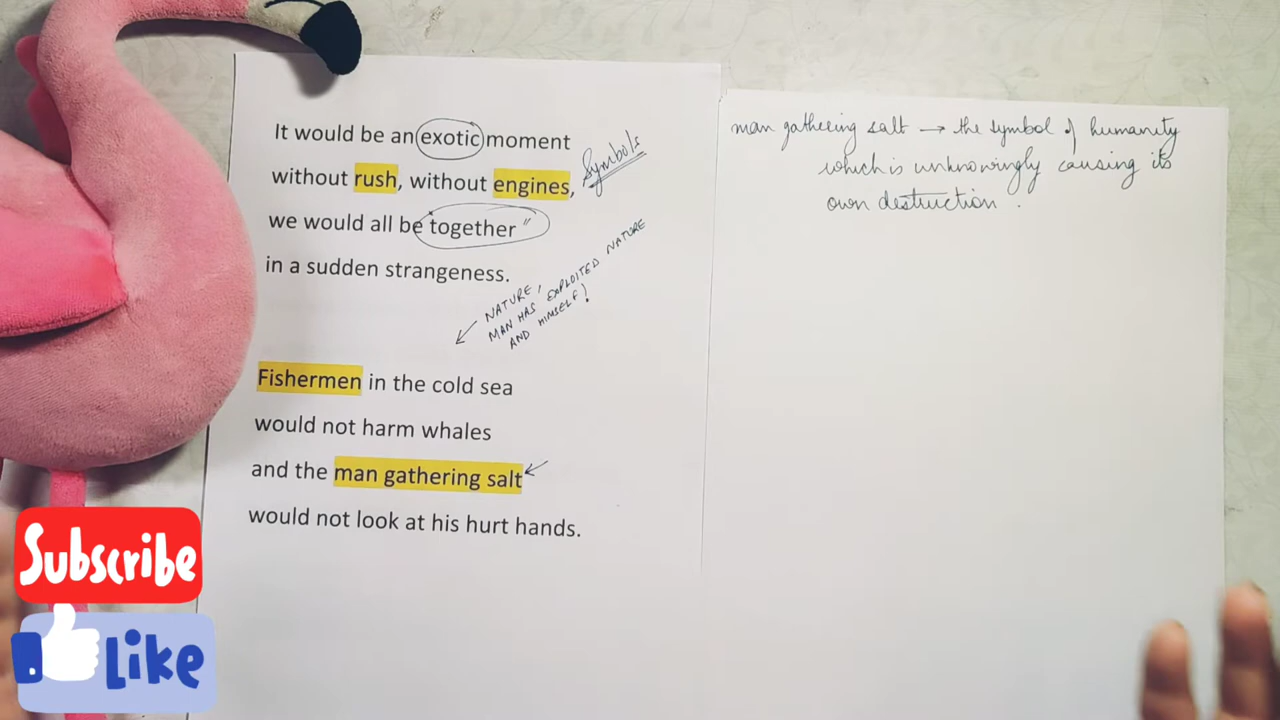 It would be an exotic moment
without rush, without engines,
Symbols
we would all be together"
in a sudden strangeness.
NATURE,
MAN HAS EXPLOITED NATURE
AND HIMSELF!
Fishermen in the cold sea
would not harm whales
and the man gathering salt
would not look at his hurt hands.
man gathering salt → the symbol of humanity
which is unknowingly causing its
own destruction.
Subscribe
Like